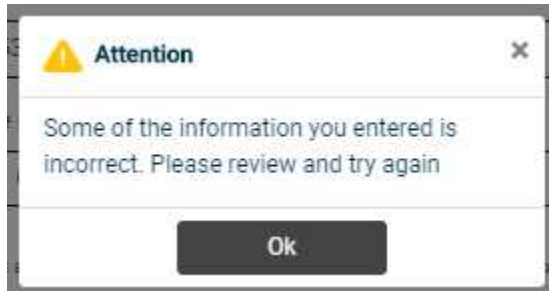 Attention
Some of the information you entered is
incorrect. Please review and try again
Ok